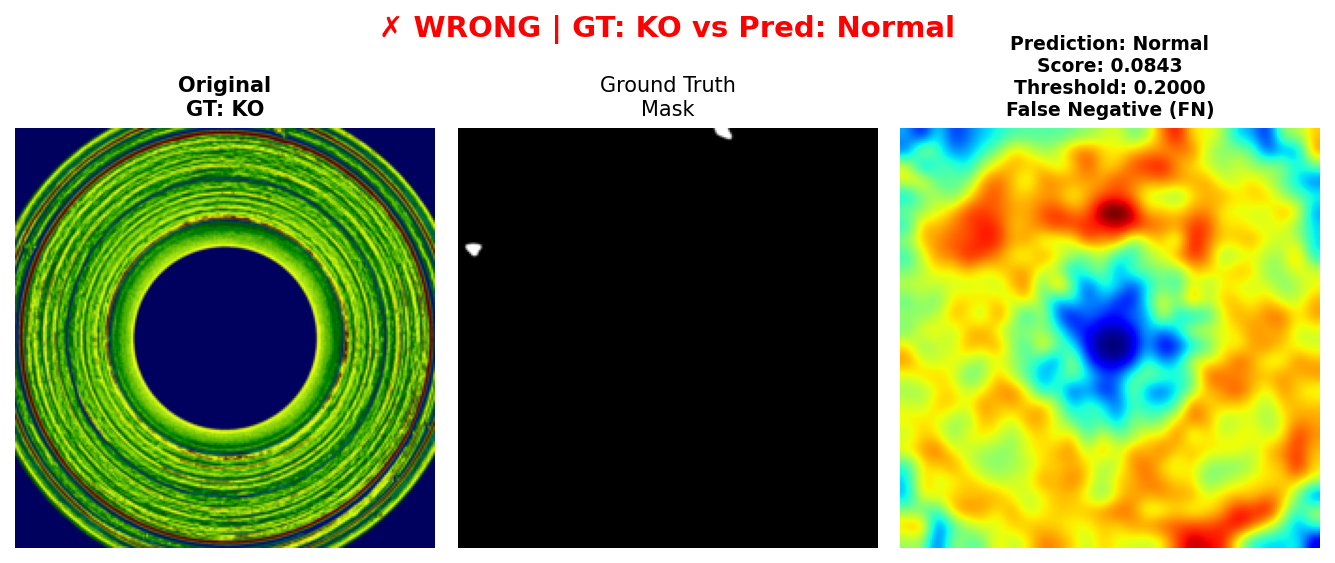 ✗ WRONG | GT: KO vs Pred: Normal
Original
GT: KO
Ground Truth
Mask
Prediction: Normal
Score: 0.0843
Threshold: 0.2000
False Negative (FN)